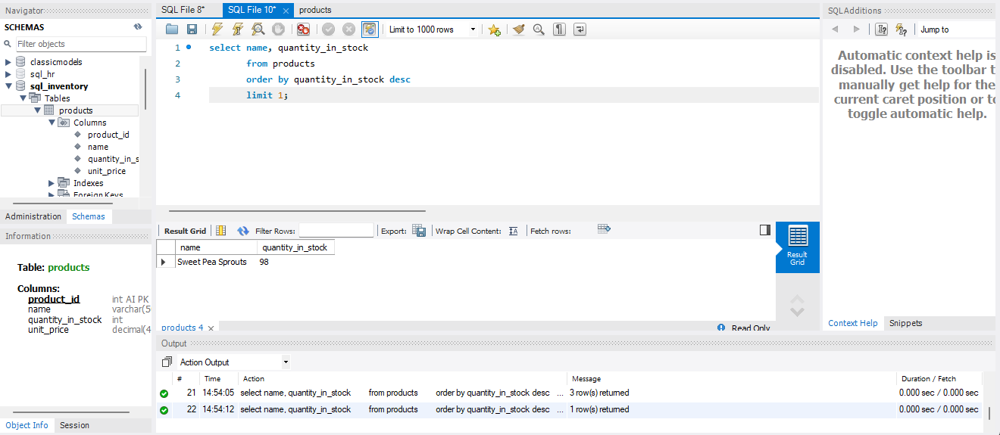 Navigator
SCHEMAS
Filter objects
classicmodels
sql_hr
sql_inventory
Tables
products
Columns
product_id
name
quantity_in_s
unit_price
Indexes
Foreign Keys
Administration Schemas
Information
Table: products
Columns:
product_id int AI PK
name varchar(5
quantity_in_stock int
unit_price decimal(4
Object Info Session
SQL File 8* SQL File 10* products
Limit to 1000 rows
1 select name, quantity_in_stock
2 from products
3 order by quantity_in_stock desc
4 limit 1;
Result Grid Filter Rows: Export: Wrap Cell Content: Fetch rows:
name quantity_in_stock
Sweet Pea Sprouts 98
Result
Grid
products 4 Read Only
SQLAdditions
Jump to
Automatic context help is
disabled. Use the toolbar t
manually get help for the
current caret position or to
toggle automatic help.
Context Help Snippets
Output
Action Output
# Time Action Message Duration / Fetch
21 14:54:05 select name, quantity_in_stock from products order by quantity_in_stock desc ... 3 row(s) returned 0.000 sec / 0.000 sec
22 14:54:12 select name, quantity_in_stock from products order by quantity_in_stock desc ... 1 row(s) returned 0.000 sec / 0.000 sec